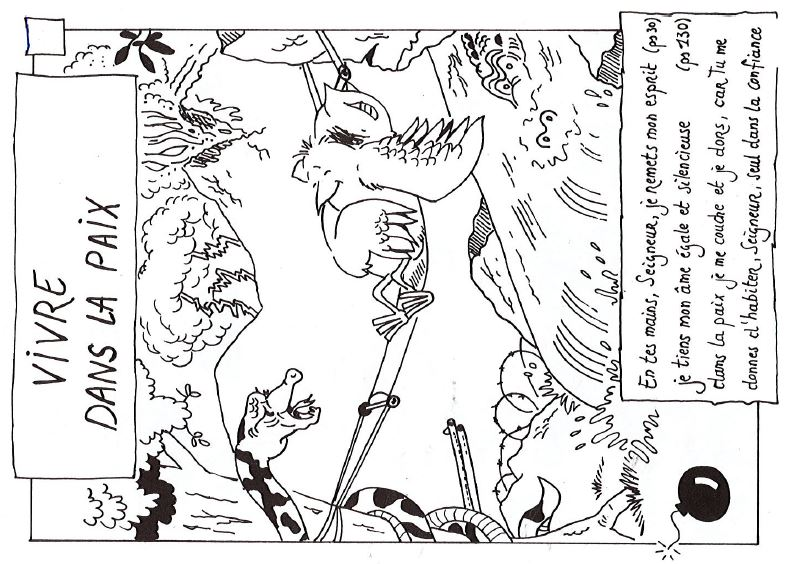 VIVRE
DANS LA PAIX
En tes mains, Seigneur, je remets mon esprit (ps 30)
je tiens mon âme égale et silencieuse (ps 130)
dans la paix je me couche et je dors, car tu me
donnes d'habiter, Seigneur, seul dans la confiance